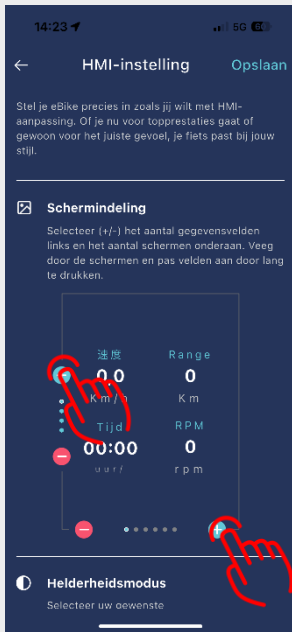 14:23
5G
HMI-instelling
Opslaan
Stel je eBike precies in zoals jij wilt met HMI-
aanpassing. Of je nu voor topprestaties gaat of
gewoon voor het juiste gevoel, je fiets past bij jouw
stijl.
Schermindeling
Selecteer (+/-) het aantal gegevensvelden
links en het aantal schermen onderaan. Veeg
door de schermen en pas velden aan door lang
te drukken.
速度 Range
0.0 0
Km/h Km
Tijd RPM
00:00 0
rpm
Helderheidsmodus
Selecteer uw gewenste